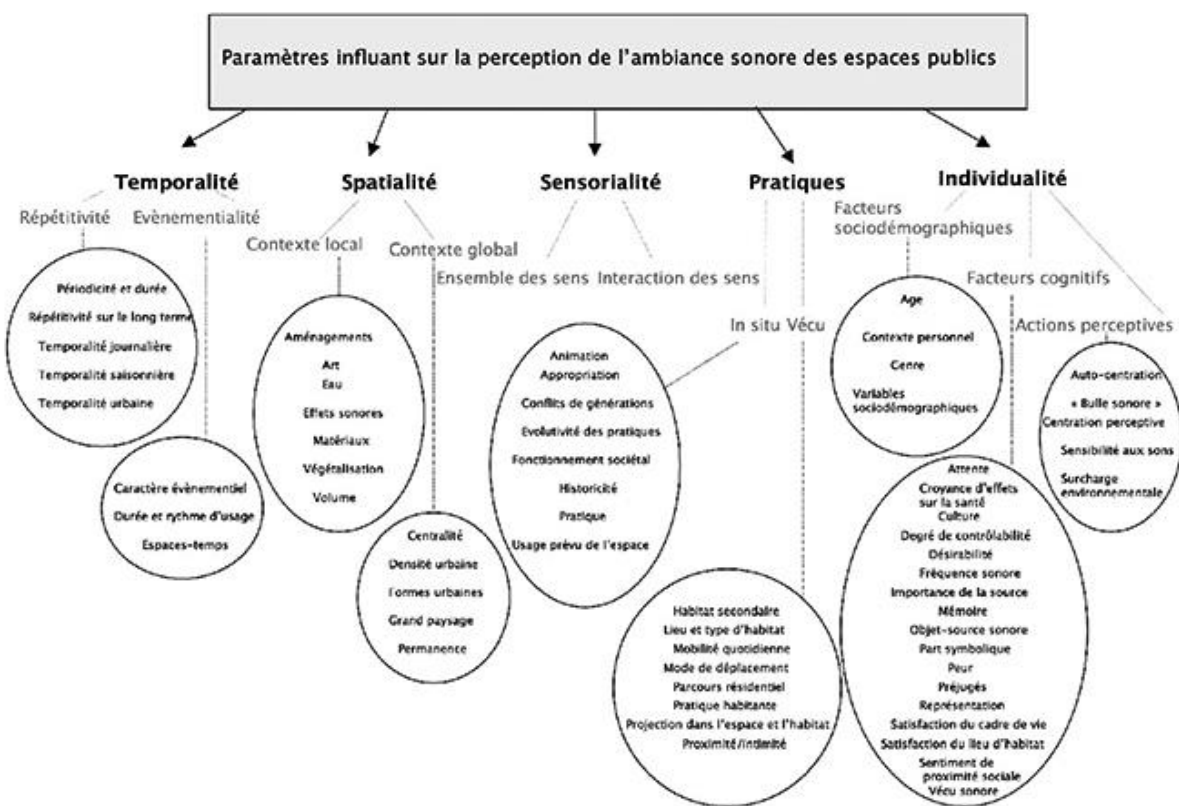 Paramètres influant sur la perception de l'ambiance sonore des espaces publics
Temporalité
Spatialité
Sensorialité
Pratiques
Individualité
Répétitivité
Evènementialité
Contexte local
Contexte global
Ensemble des sens
Interaction des sens
In situ
Vécu
Facteurs
sociodémographiques
Facteurs cognitifs
Actions perceptives
Périodicité et durée
Répétitivité sur le long terme
Temporalité journalière
Temporalité saisonnière
Temporalité urbaine
Caractère évènementiel
Durée et rythme d'usage
Espaces-temps
Aménagements
Art
Eau
Effets sonores
Matériaux
Végétalisation
Volume
Centralité
Densité urbaine
Formes urbaines
Grand paysage
Permanence
Animation
Appropriation
Conflits de générations
Evolutivité des pratiques
Fonctionnement sociétal
Historicité
Pratique
Usage prévu de l'espace
Habitat secondaire
Lieu et type d'habitat
Mobilité quotidienne
Mode de déplacement
Parcours résidentiel
Pratique habitante
Projection dans l'espace et l'habitat
Proximité/intimité
Age
Contexte personnel
Genre
Variables
sociodémographiques
Attente
Croyance d'effets
sur la santé
Culture
Degré de contrôlabilité
Désirabilité
Fréquence sonore
Importance de la source
Mémoire
Objet-source sonore
Part symbolique
Peur
Préjugés
Représentation
Satisfaction du cadre de vie
Satisfaction du lieu d'habitat
Sentiment de
proximité sociale
Vécu sonore
Auto-centration
« Bulle sonore »
Centration perceptive
Sensibilité aux sons
Surcharge
environnementale